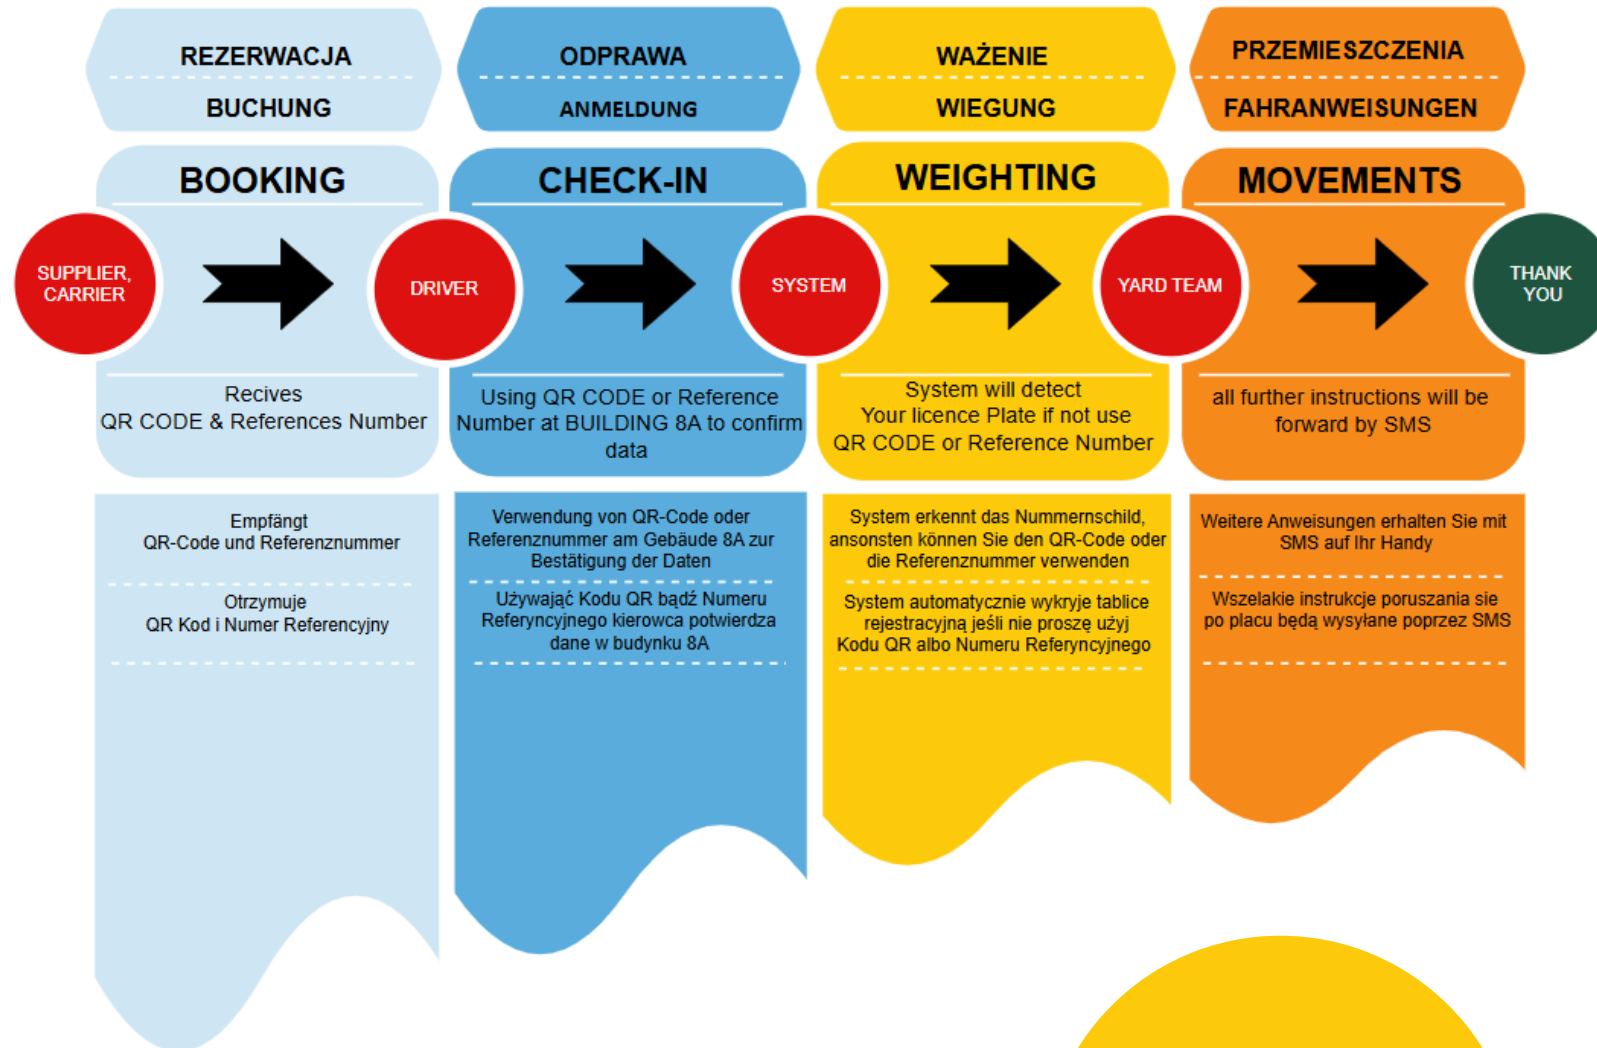 REZERWACJA
BUCHUNG
BOOKING
SUPPLIER,
CARRIER
Recives
QR CODE & References Number
Empfängt
QR-Code und Referenznummer
Otrzymuje
QR Kod i Numer Referencyjny
ODPRAWA
ANMELDUNG
CHECK-IN
DRIVER
Using QR CODE or Reference
Number at BUILDING 8A to confirm
data
Verwendung von QR-Code oder
Referenznummer am Gebäude 8A zur
Bestätigung der Daten
Używająć Kodu QR bądź Numeru
Referyncyjnego kierowca potwierdza
dane w budynku 8A
WAŻENIE
WIEGUNG
WEIGHTING
SYSTEM
System will detect
Your licence Plate if not use
QR CODE or Reference Number
System erkennt das Nummernschild,
ansonsten können Sie den QR-Code oder
die Referenznummer verwenden
System automatycznie wykryje tablice
rejestracyjną jeśli nie proszę użyj
Kodu QR albo Numeru Referyncyjnego
PRZEMIESZCZENIA
FAHRANWEISUNGEN
MOVEMENTS
YARD TEAM
THANK
YOU
all further instructions will be
forward by SMS
Weitere Anweisungen erhalten Sie mit
SMS auf Ihr Handy
Wszelakie instrukcje poruszania sie
po placu będą wysyłane poprzez SMS